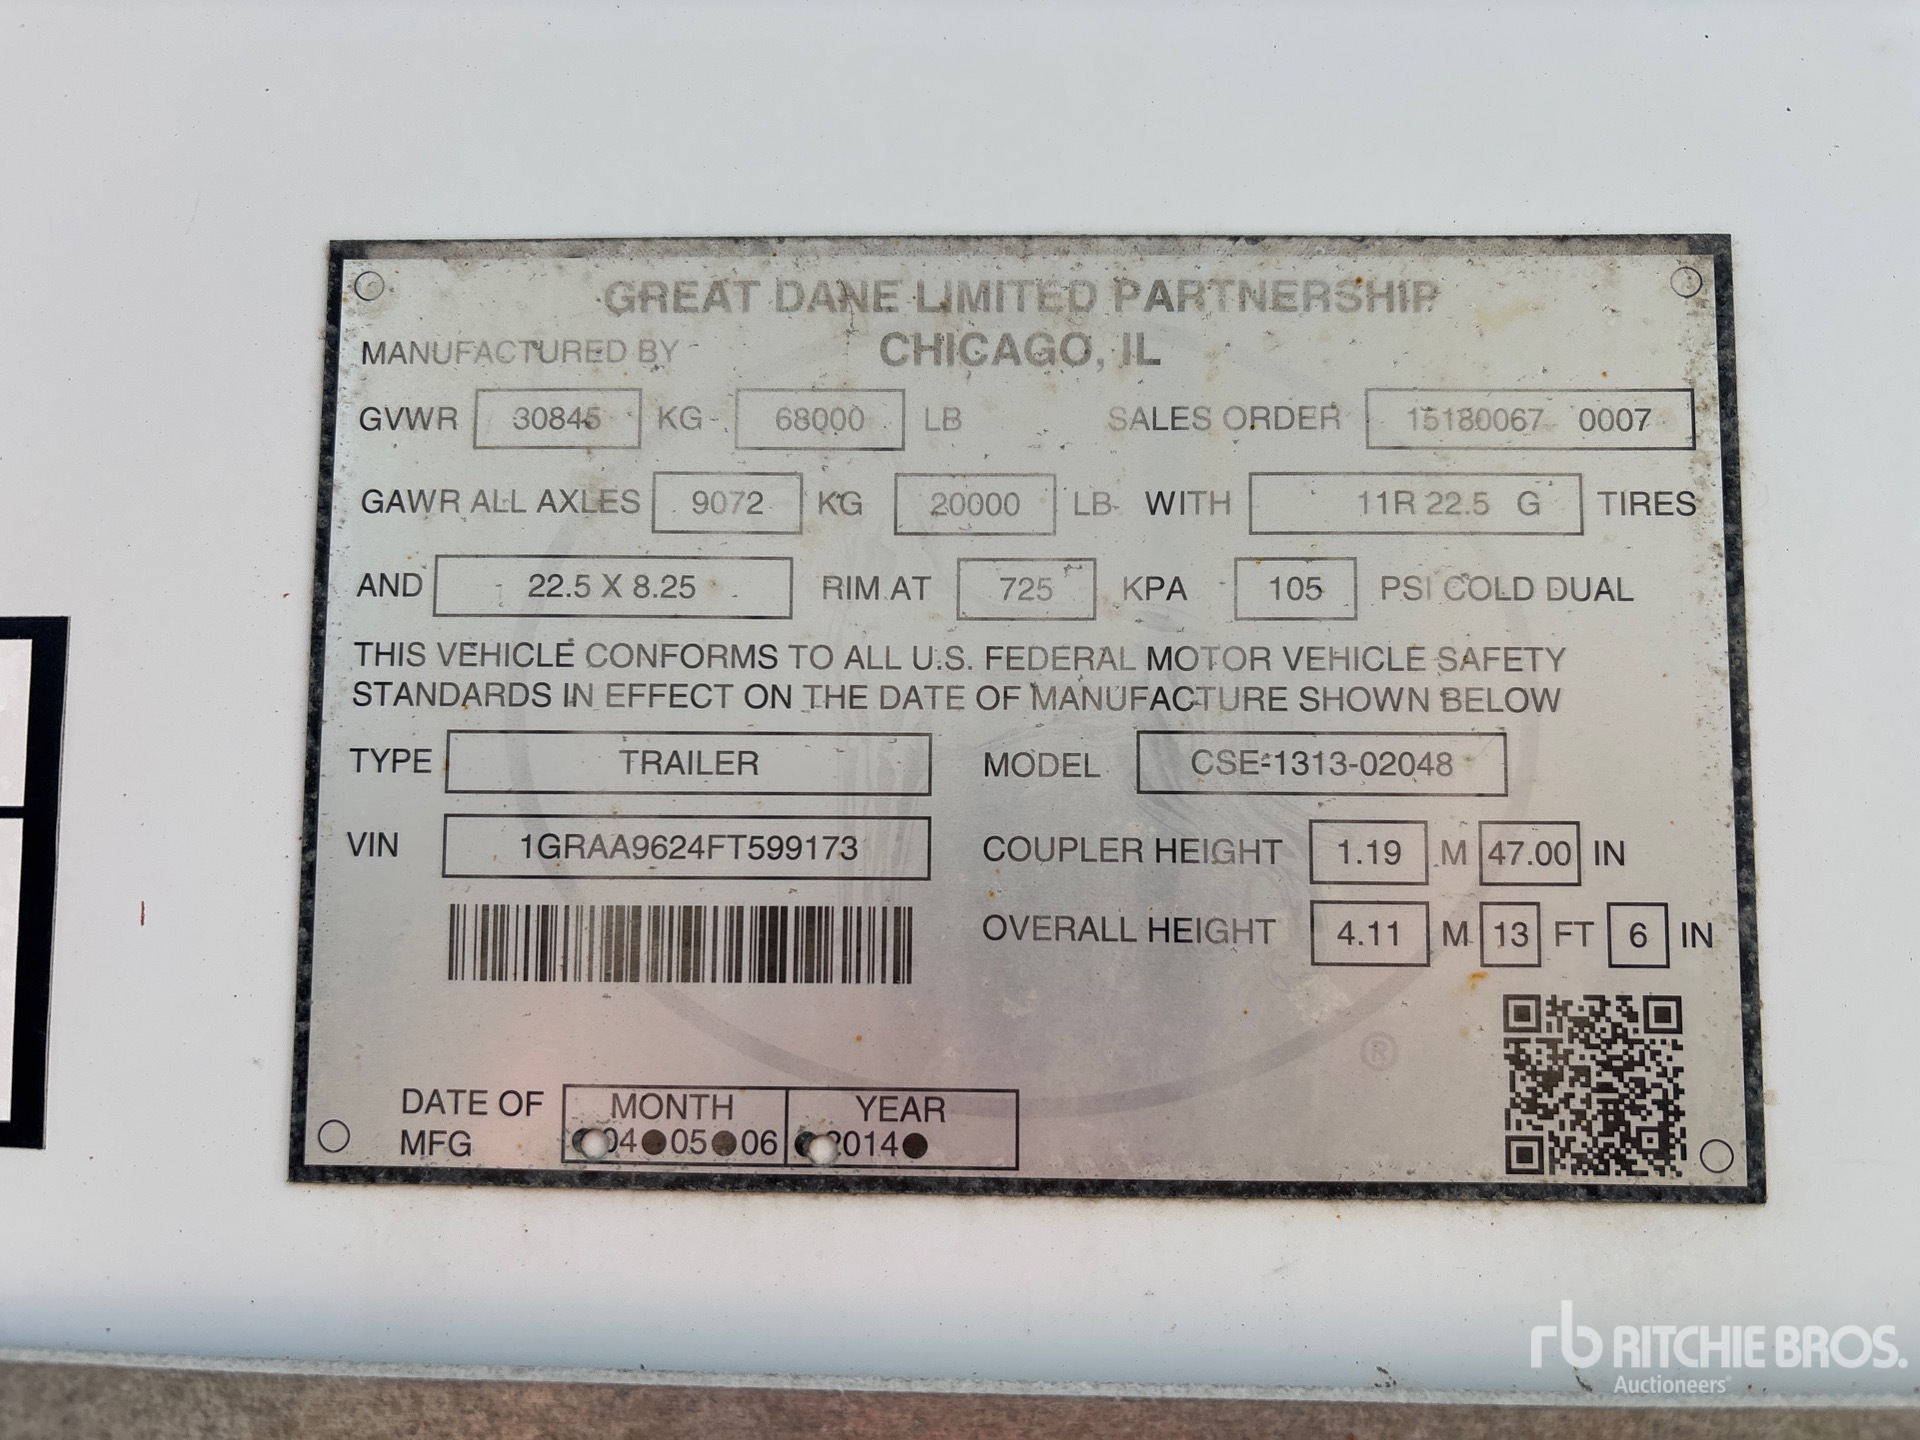 GREAT DANE LIMITED PARTNERSHIP
MANUFACTURED BY CHICAGO, IL
GVWR 30845 KG 68000 LB SALES ORDER 15180067 0007
GAWR ALL AXLES 9072 KG 20000 LB WITH 11R 22.5 G TIRES
AND 22.5 X 8.25 RIM AT 725 KPA 105 PSI COLD DUAL
THIS VEHICLE CONFORMS TO ALL U.S. FEDERAL MOTOR VEHICLE SAFETY
STANDARDS IN EFFECT ON THE DATE OF MANUFACTURE SHOWN BELOW
TYPE TRAILER MODEL CSE-1313-02048
VIN 1GRAA9624FT599173 COUPLER HEIGHT 1.19 M 47.00 IN
OVERALL HEIGHT 4.11 M 13 FT 6 IN
®
DATE OF MONTH YEAR
MFG 04 05 06 2014
rb RITCHIE BROS.
Auctioneers